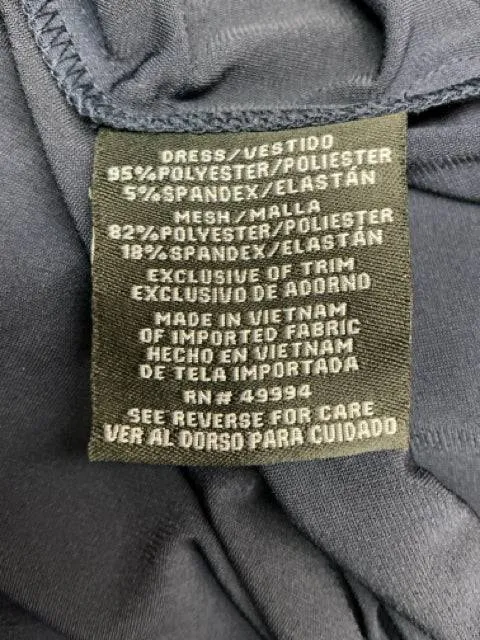 DRESS/VESTIDO
95%POLYESTER/POLIESTER
5%SPANDEX/ELASTÁN
MESH/MALLA
82%POLYESTER/POLIESTER
18%SPANDEX/ELASTÁN
EXCLUSIVE OF TRIM
EXCLUSIVO DE ADORNO
MADE IN VIETNAM
OF IMPORTED FABRIC
HECHO EN VIETNAM
DE TELA IMPORTADA
RN# 49994
SEE REVERSE FOR CARE
VER AL DORSO PARA CUIDADO